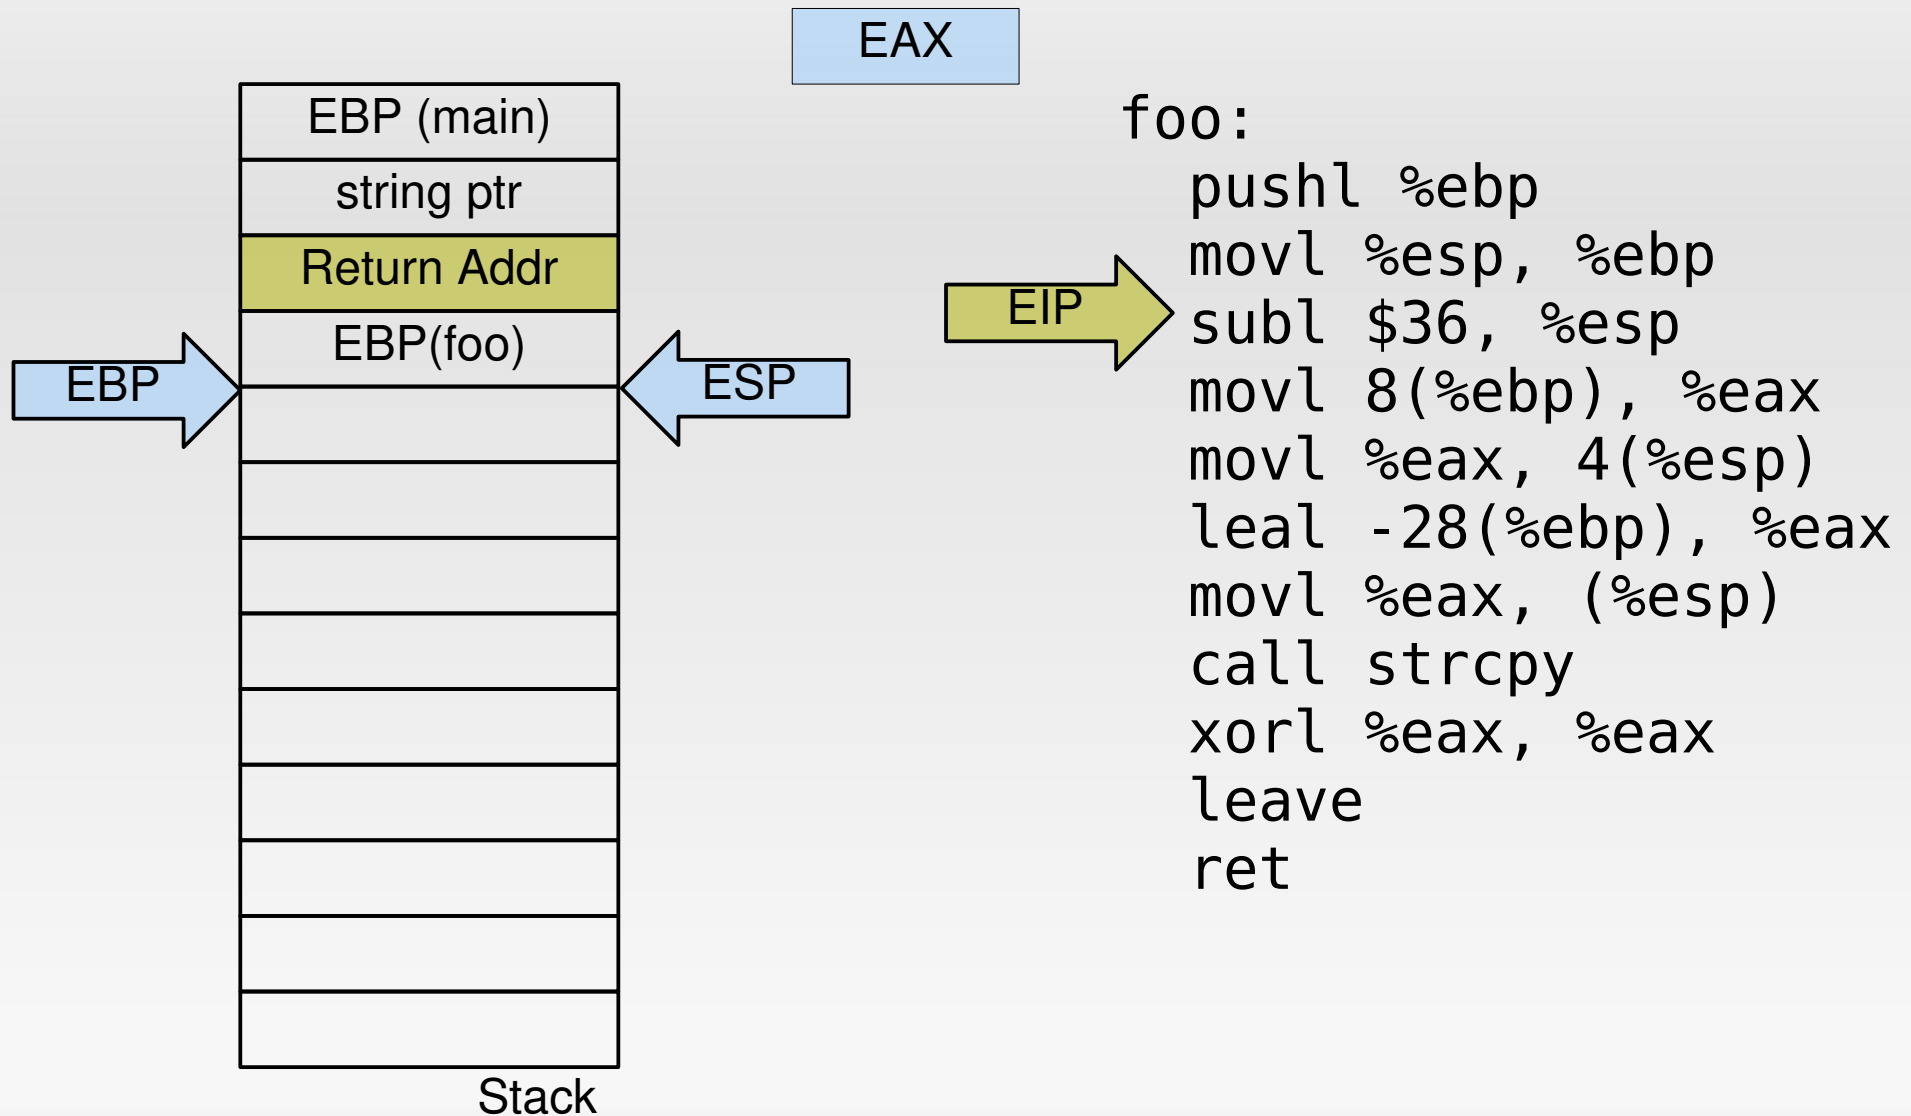 EAX
EBP (main)
string ptr
Return Addr
EBP(foo)
EBP
ESP
Stack
EIP
foo:
pushl %ebp
movl %esp, %ebp
subl $36, %esp
movl 8(%ebp), %eax
movl %eax, 4(%esp)
leal -28(%ebp), %eax
movl %eax, (%esp)
call strcpy
xorl %eax, %eax
leave
ret